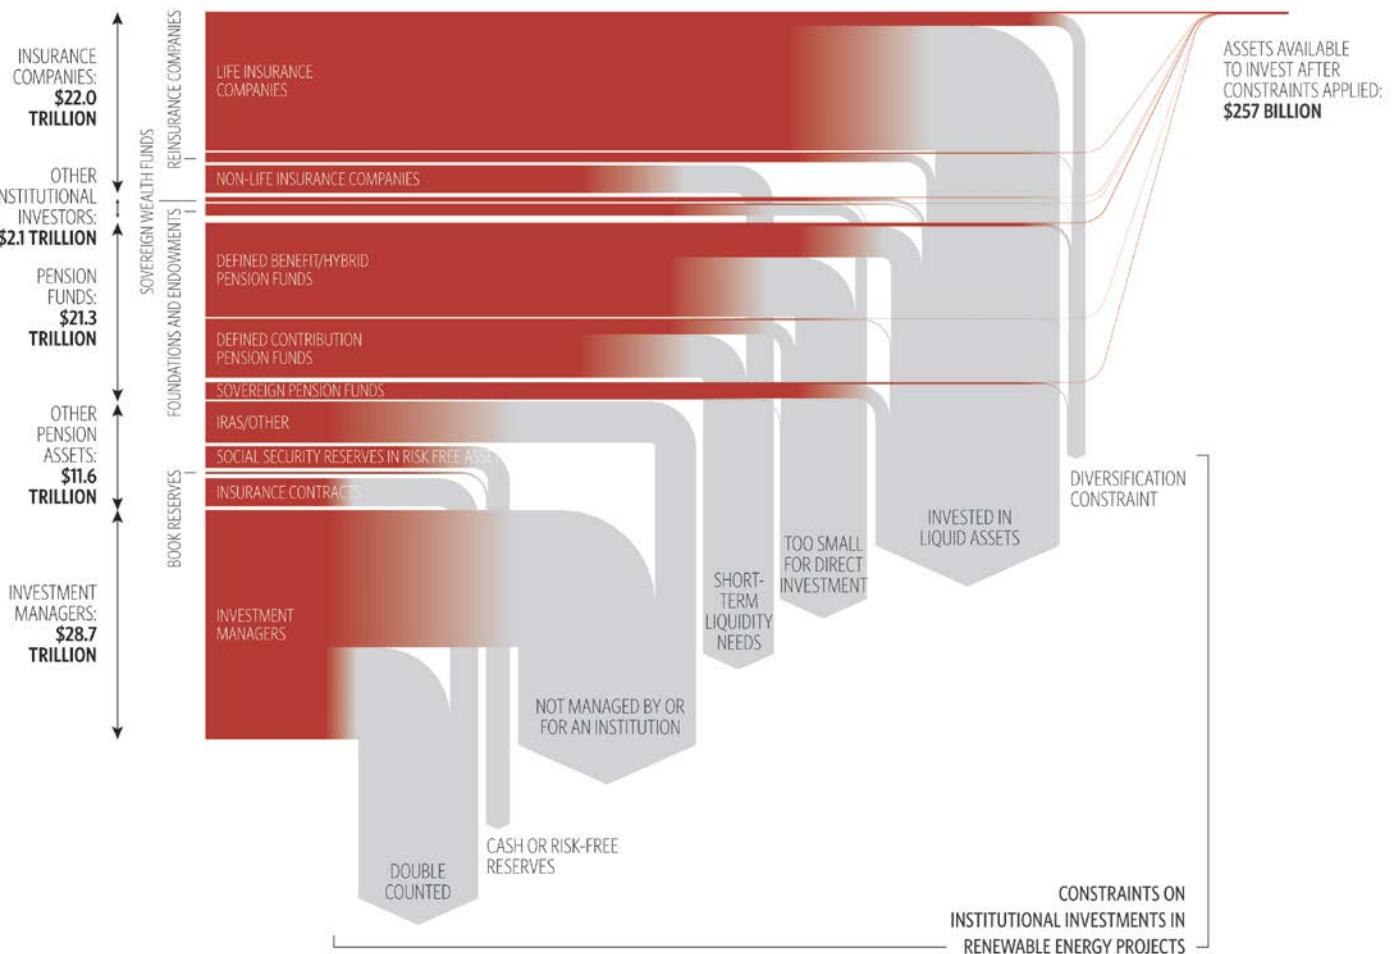 INSURANCE
COMPANIES:
$22.0
TRILLION
OTHER
INSTITUTIONAL
INVESTORS:
$2.1 TRILLION
PENSION
FUNDS:
$21.3
TRILLION
OTHER
PENSION
ASSETS:
$11.6
TRILLION
INVESTMENT
MANAGERS:
$28.7
TRILLION
REINSURANCE COMPANIES
SOVEREIGN WEALTH FUNDS
FOUNDATIONS AND ENDOWMENTS
BOOK RESERVES
LIFE INSURANCE
COMPANIES
NON-LIFE INSURANCE COMPANIES
DEFINED BENEFIT/HYBRID
PENSION FUNDS
DEFINED CONTRIBUTION
PENSION FUNDS
SOVEREIGN PENSION FUNDS
IRAS/OTHER
SOCIAL SECURITY RESERVES IN RISK FREE ASSETS
INSURANCE CONTRACTS
INVESTMENT
MANAGERS
ASSETS AVAILABLE
TO INVEST AFTER
CONSTRAINTS APPLIED:
$257 BILLION
DIVERSIFICATION
CONSTRAINT
INVESTED IN
LIQUID ASSETS
TOO SMALL
FOR DIRECT
INVESTMENT
SHORT-
TERM
LIQUIDITY
NEEDS
NOT MANAGED BY OR
FOR AN INSTITUTION
CASH OR RISK-FREE
RESERVES
DOUBLE
COUNTED
CONSTRAINTS ON
INSTITUTIONAL INVESTMENTS IN
RENEWABLE ENERGY PROJECTS